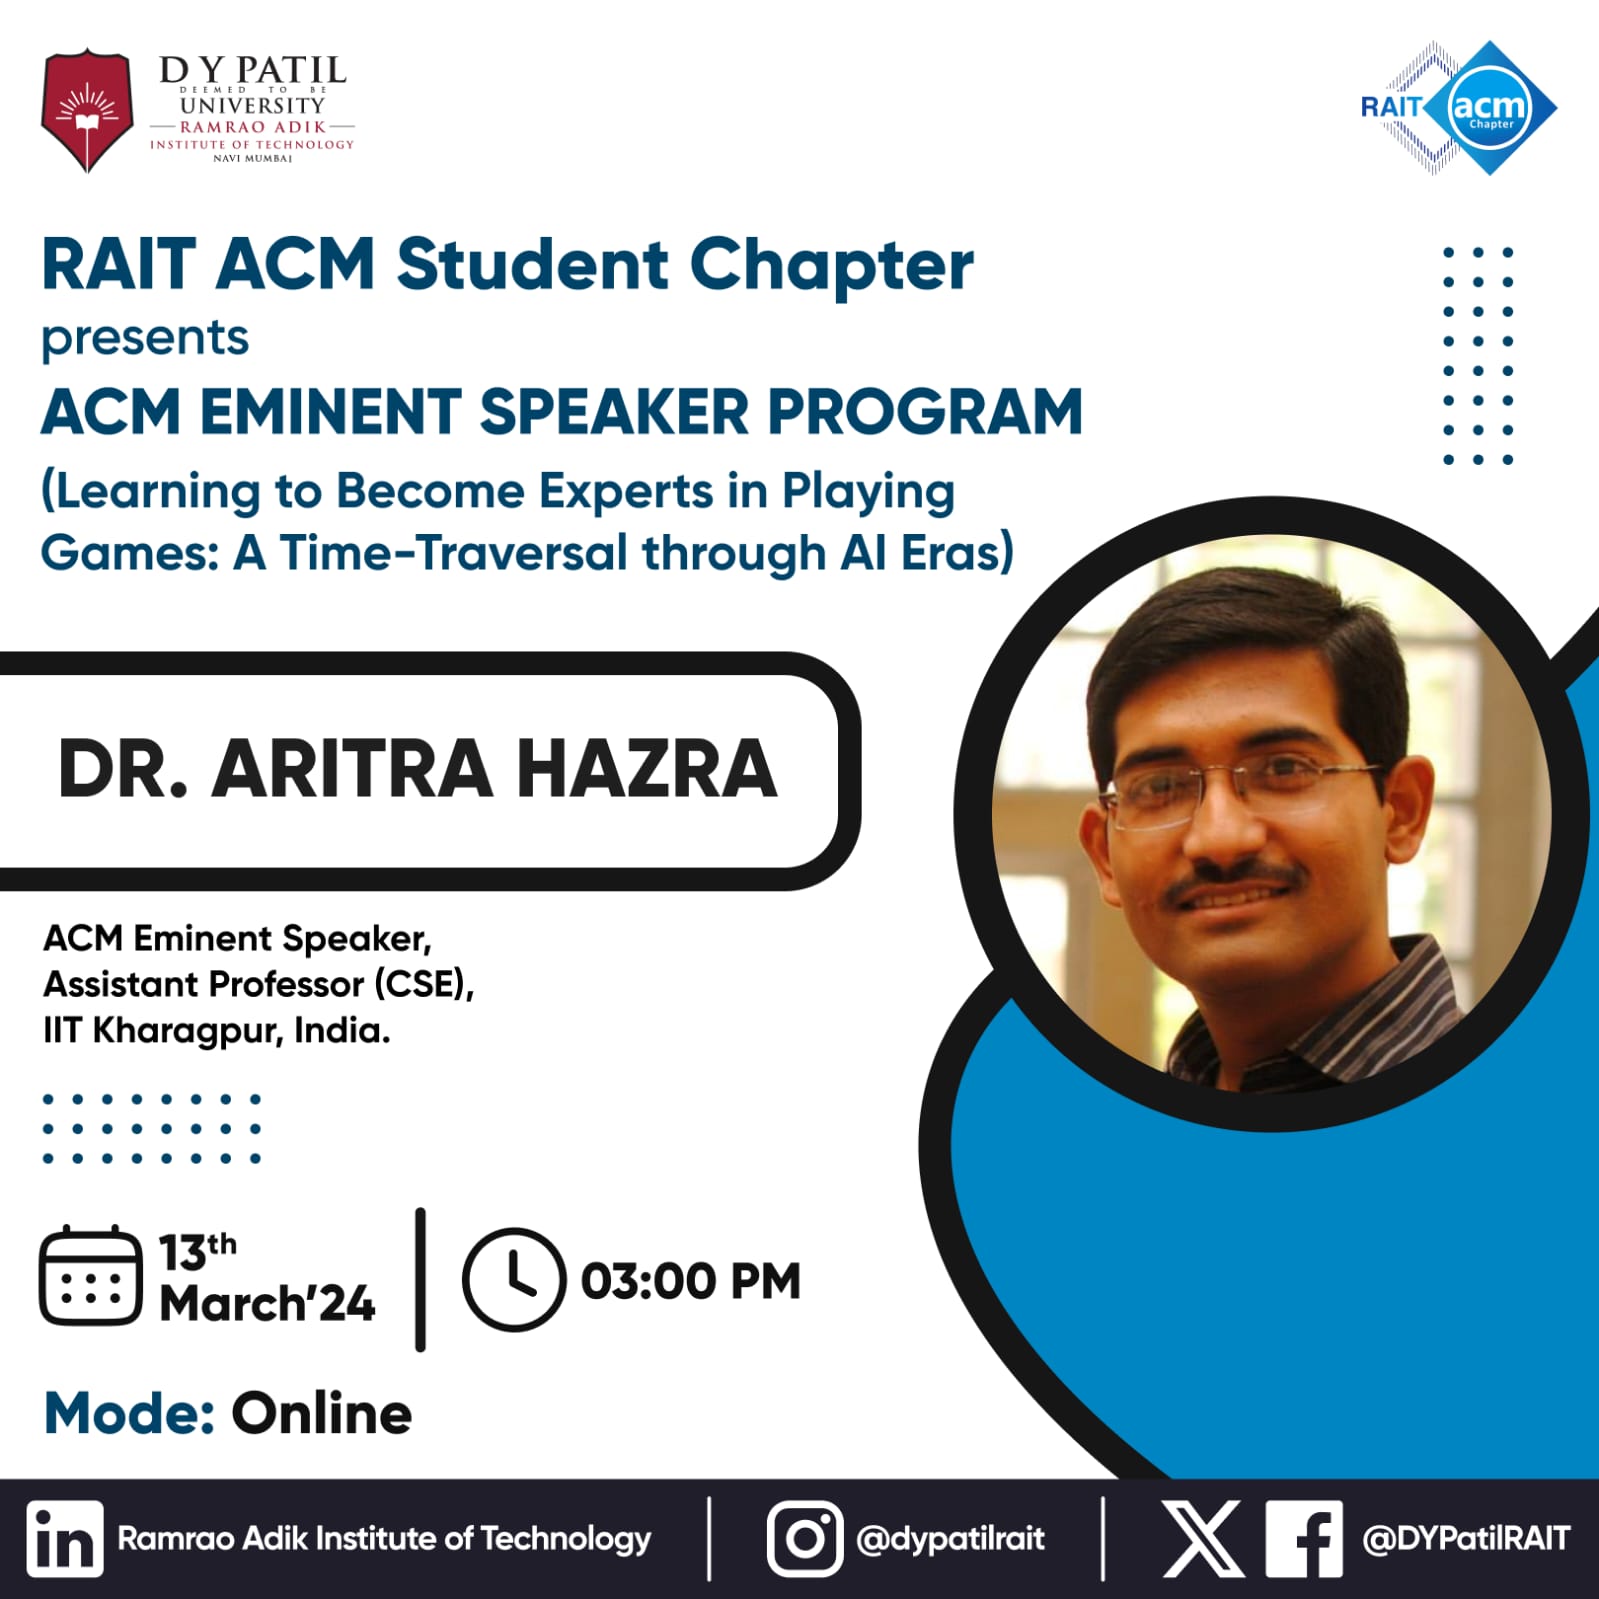 D Y PATIL
DEEMED TO BE
UNIVERSITY
RAMRAO ADIK
INSTITUTE OF TECHNOLOGY
NAVI MUMBAI
RAIT acm
Chapter
RAIT ACM Student Chapter
presents
ACM EMINENT SPEAKER PROGRAM
(Learning to Become Experts in Playing
Games: A Time-Traversal through AI Eras)
DR. ARITRA HAZRA
ACM Eminent Speaker,
Assistant Professor (CSE),
IIT Kharagpur, India.
13th
March'24
03:00 PM
Mode: Online
in Ramrao Adik Institute of Technology
@dypatilrait
@DYPatilRAIT